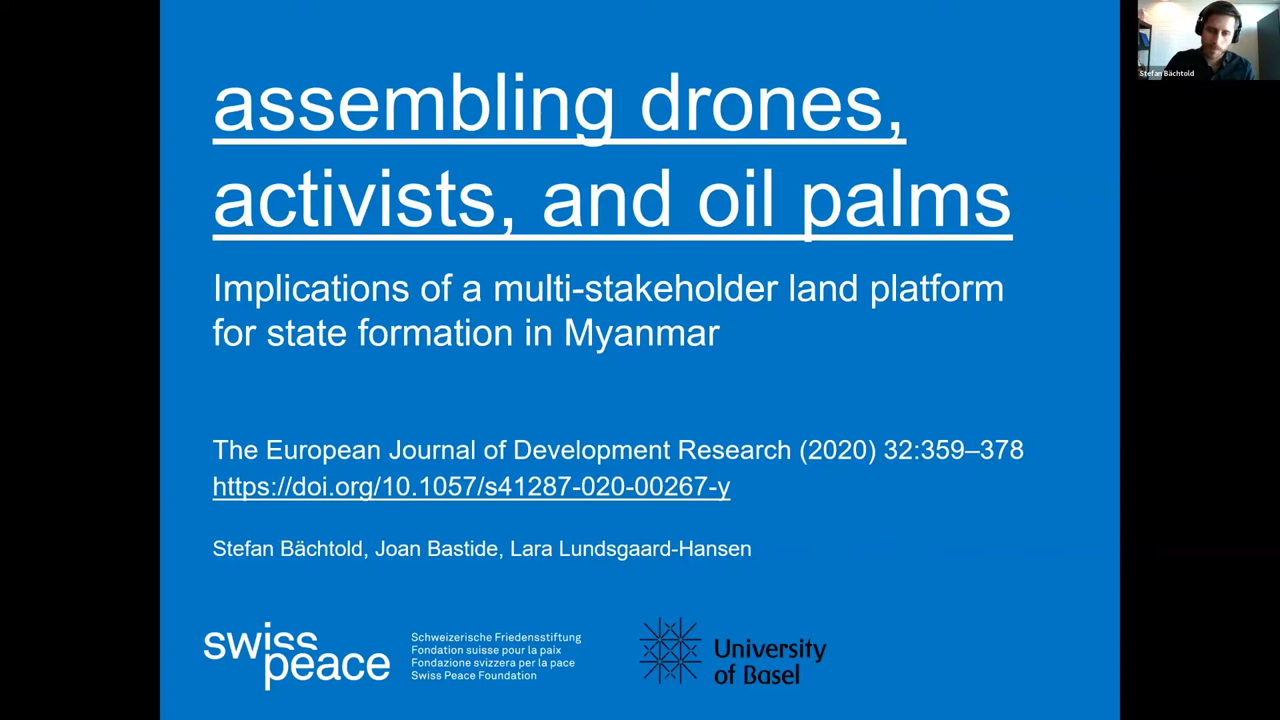 assembling drones,
activists, and oil palms
Implications of a multi-stakeholder land platform
for state formation in Myanmar
The European Journal of Development Research (2020) 32:359–378
https://doi.org/10.1057/s41287-020-00267-y
Stefan Bächtold, Joan Bastide, Lara Lundsgaard-Hansen
swiss
peace
Schweizerische Friedensstiftung
Fondation suisse pour la paix
Fondazione svizzera per la pace
Swiss Peace Foundation
University
of Basel
Stefan Bächtold